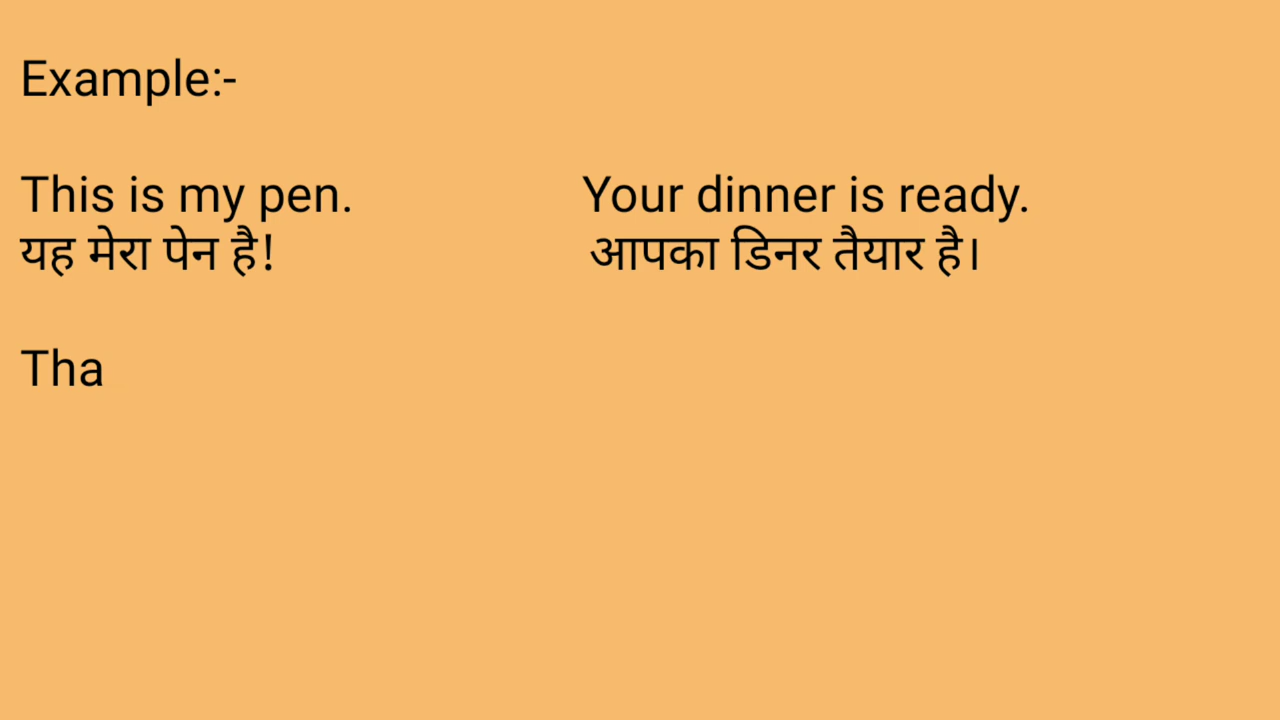 Example:-
This is my pen.
यह मेरा पेन है!
Your dinner is ready.
आपका डिनर तैयार है।
Tha